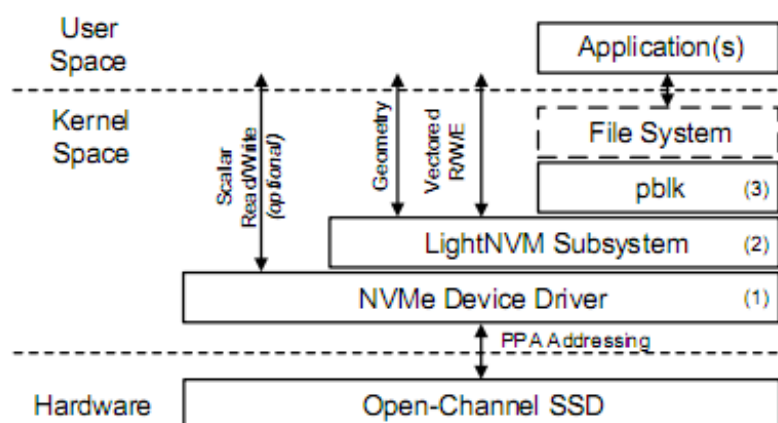 User
Space
Application(s)
Kernel
Space
Scalar
Read/Write
(optional)
Geometry
Vectored
R/W/E
File System
pblk (3)
LightNVM Subsystem (2)
NVMe Device Driver (1)
PPA Addressing
Hardware
Open-Channel SSD